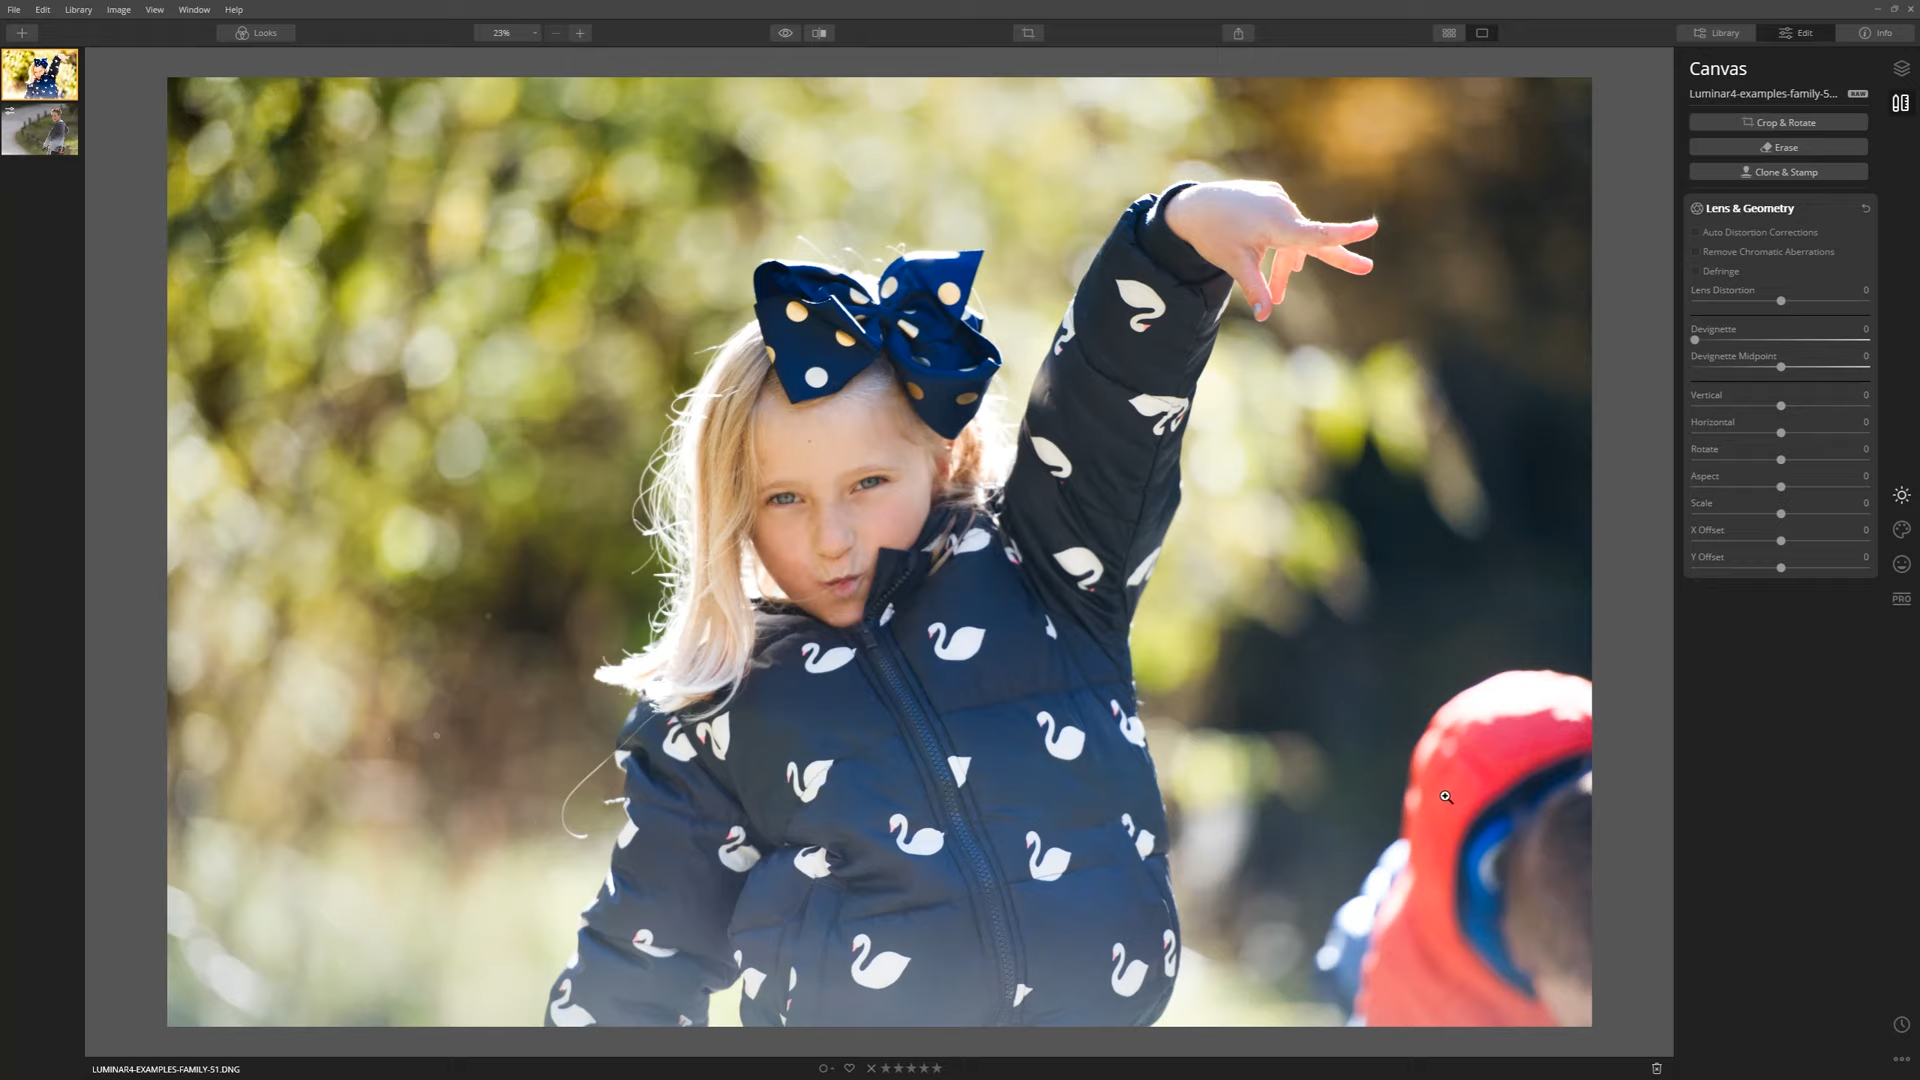 File Edit Library Image View Window Help
Looks 23% Library Edit Info
Canvas
Luminar4-examples-family-5... RAW
Crop & Rotate
Erase
Clone & Stamp
Lens & Geometry
Auto Distortion Corrections
Remove Chromatic Aberrations
Defringe
Lens Distortion 0
Devignette 0
Devignette Midpoint 0
Vertical 0
Horizontal 0
Rotate 0
Aspect 0
Scale 0
X Offset 0
Y Offset 0
PRO
LUMINAR4-EXAMPLES-FAMILY-51.DNG